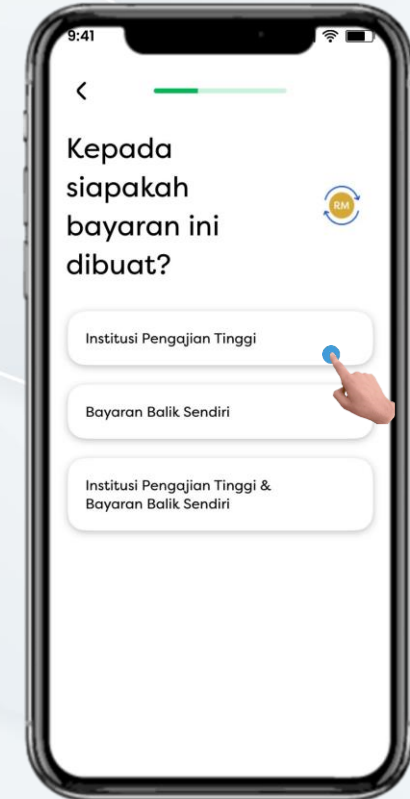 9:41
Kepada
siapakah
bayaran ini
dibuat?
RM
Institusi Pengajian Tinggi
Bayaran Balik Sendiri
Institusi Pengajian Tinggi &
Bayaran Balik Sendiri